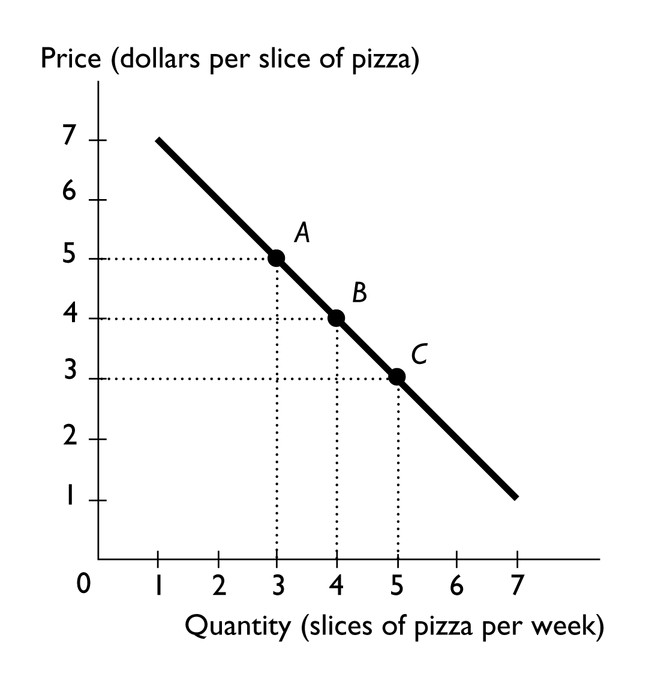 Price (dollars per slice of pizza)
7
6
5
4
3
2
1
0
A
B
C
1 2 3 4 5 6 7
Quantity (slices of pizza per week)